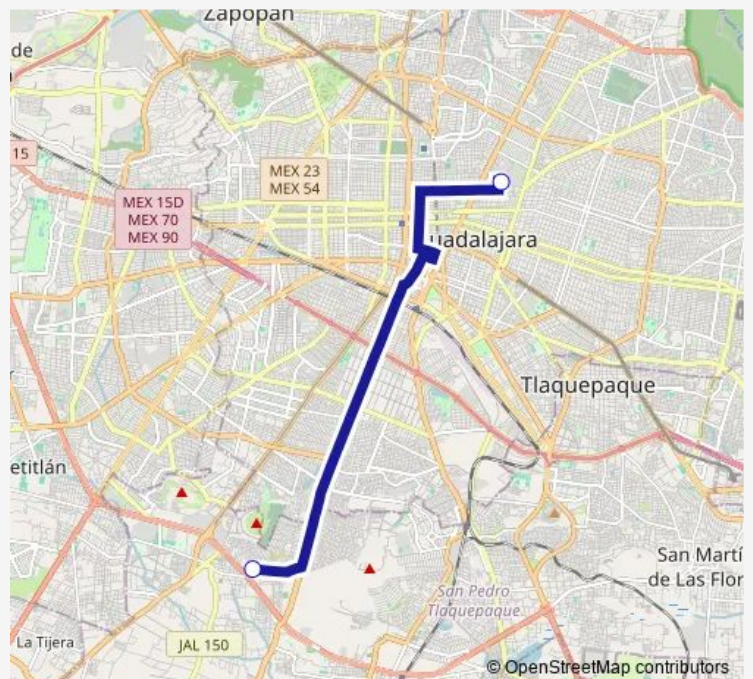 Zapopan
de
15
MEX 23
MEX 54
MEX 15D
MEX 70
MEX 90
uadalajara
Tlaquepaque
etitlán
San Martí
de Las Flor
San Pedro
Tlaquepaque
La Tijera
JAL 150
© OpenStreetMap contributors